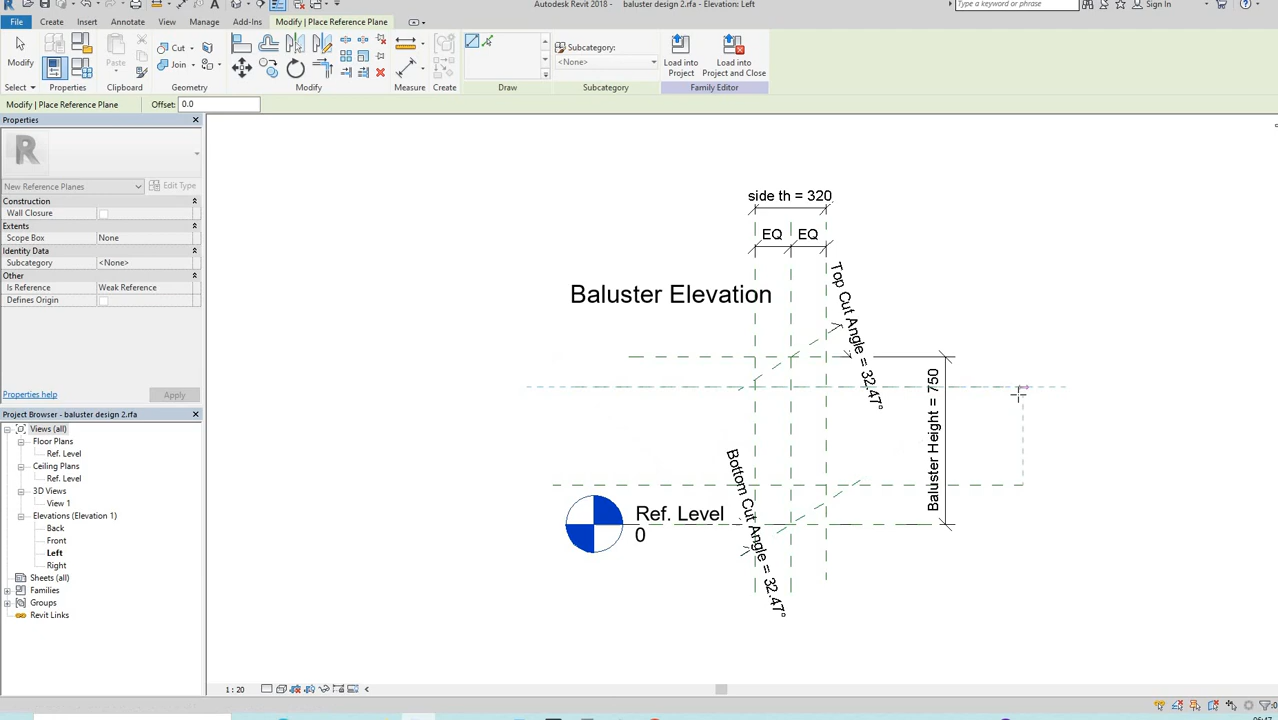 Autodesk Revit 2018 - baluster design 2.rfa - Elevation: Left
Type a keyword or phrase
Sign In
File
Create
Insert
Annotate
View
Manage
Add-Ins
Modify | Place Reference Plane
Modify
Paste
Cut
Join
Subcategory:
<None>
Load into
Project
Load into
Project and Close
Select
Properties
Clipboard
Geometry
Modify
Measure
Create
Draw
Subcategory
Family Editor
Modify | Place Reference Plane
Offset:
0.0
Properties
R
New Reference Planes
Edit Type
Construction
Wall Closure
Extents
Scope Box
None
Identity Data
Subcategory
<None>
Other
Is Reference
Weak Reference
Defines Origin
Properties help
Apply
Project Browser - baluster design 2.rfa
Views (all)
Floor Plans
Ref. Level
Ceiling Plans
Ref. Level
3D Views
View 1
Elevations (Elevation 1)
Back
Front
Left
Right
Sheets (all)
Families
Groups
Revit Links
side th = 320
EQ
EQ
Baluster Elevation
Top Cut Angle = 32.47°
Baluster Height = 750
Bottom Cut Angle = 32.47°
Ref. Level
0
1 : 20